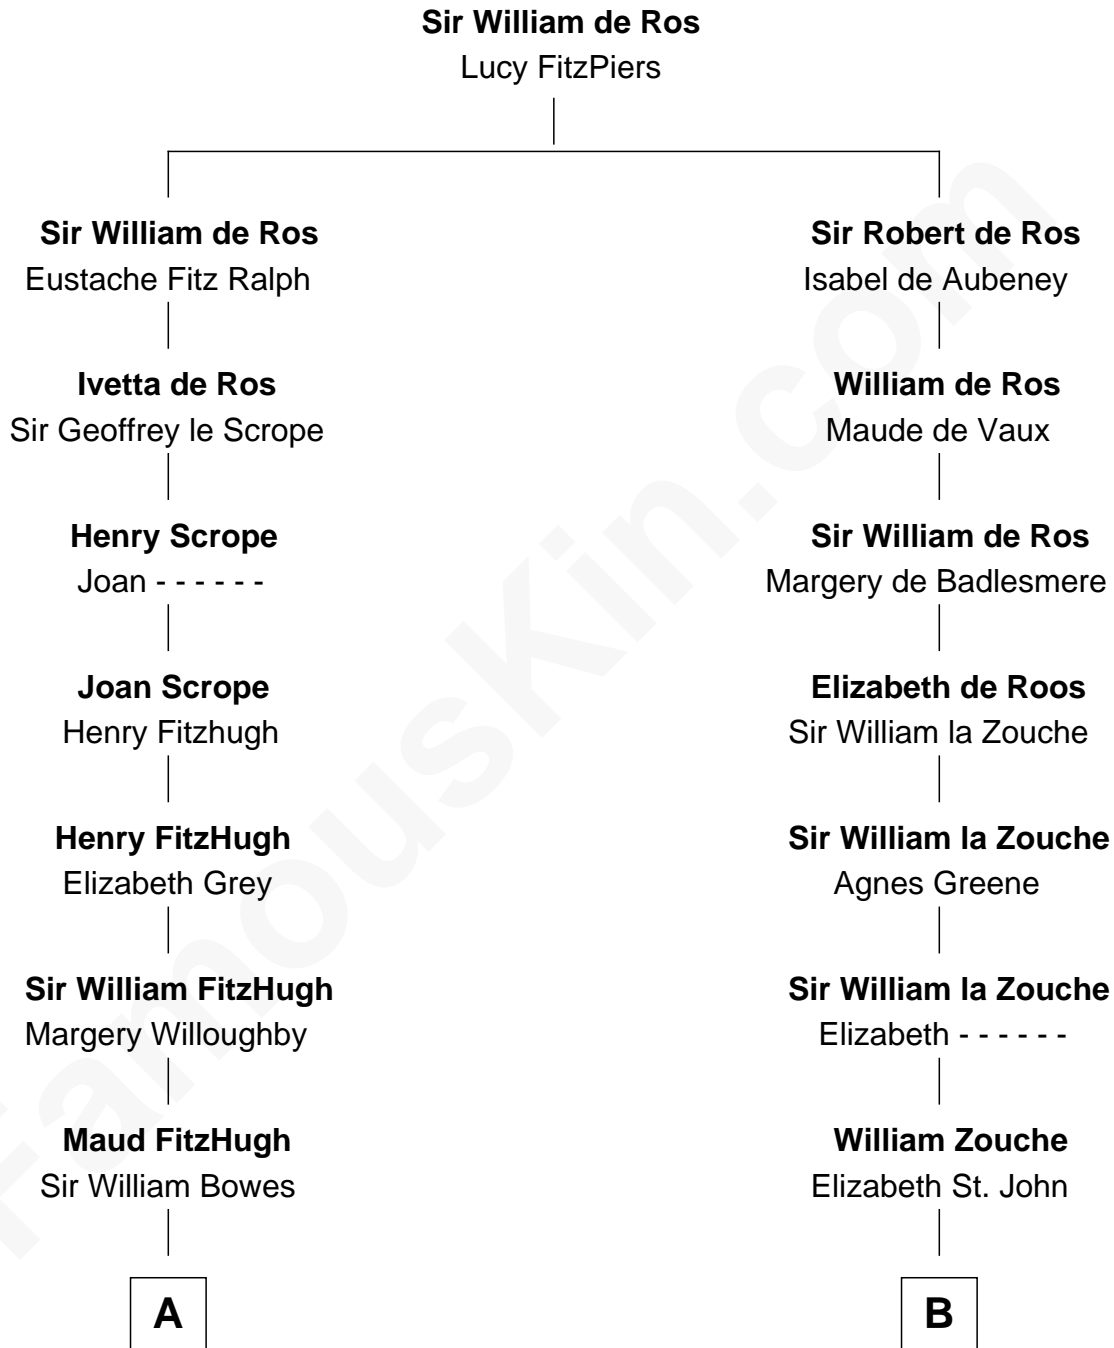 Sir William de Ros
Lucy FitzPiers
Sir William de Ros
Eustache Fitz Ralph
Ivetta de Ros
Sir Geoffrey le Scrope
Henry Scrope
Joan - - - - - -
Joan Scrope
Henry Fitzhugh
Henry FitzHugh
Elizabeth Grey
Sir William FitzHugh
Margery Willoughby
Maud FitzHugh
Sir William Bowes
A
Sir Robert de Ros
Isabel de Aubeney
William de Ros
Maude de Vaux
Sir William de Ros
Margery de Badlesmere
Elizabeth de Roos
Sir William la Zouche
Sir William la Zouche
Agnes Greene
Sir William la Zouche
Elizabeth - - - - - -
William Zouche
Elizabeth St. John
B
FamousKin.com